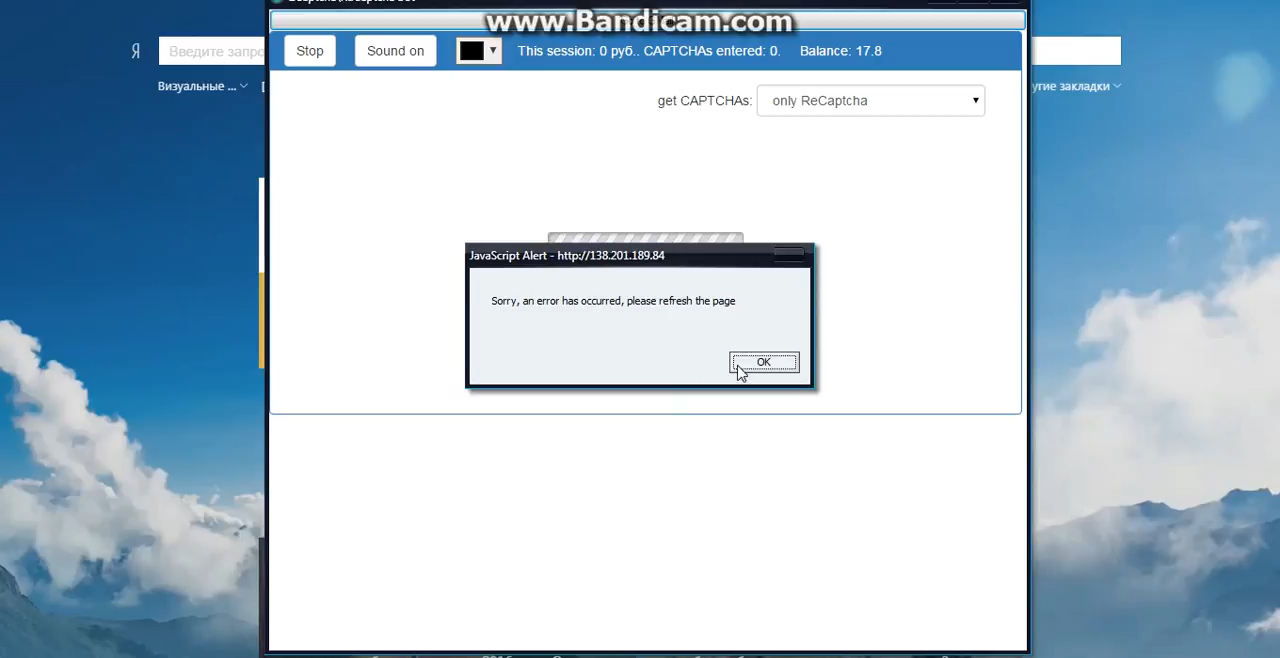 www.Bandicam.com
Я
Введите запро
Stop
Sound on
This session: 0 руб.. CAPTCHAs entered: 0. Balance: 17.8
Визуальные ...
угие закладки
get CAPTCHAs: only ReCaptcha
JavaScript Alert - http://138.201.189.84
Sorry, an error has occurred, please refresh the page
OK